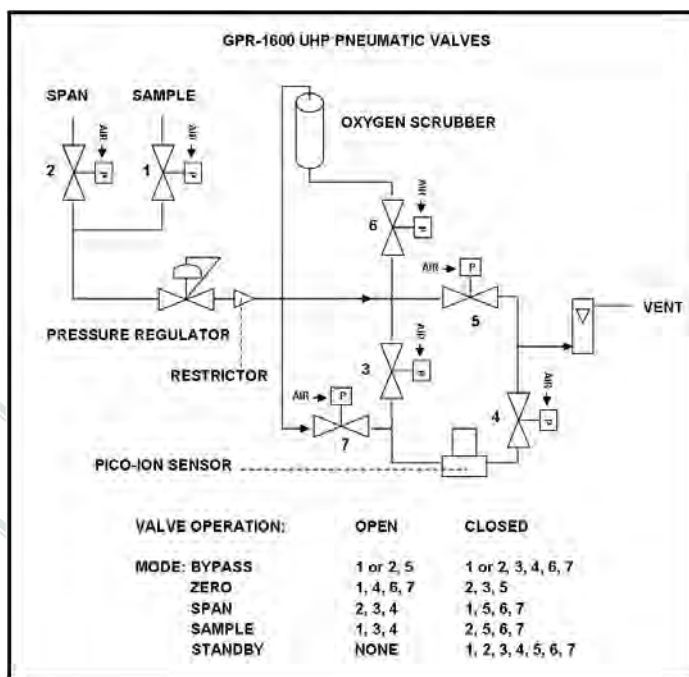 GPR-1600 UHP PNEUMATIC VALVES
SPAN SAMPLE
OXYGEN SCRUBBER
AIR AIR
2 P 1 P
AIR
6 P
AIR P
5
VENT
PRESSURE REGULATOR
RESTRICTOR
AIR
3 P
AIR P
7
AIR
4 P
PICO-ION SENSOR
VALVE OPERATION: OPEN CLOSED
MODE: BYPASS 1 or 2, 5 1 or 2, 3, 4, 6, 7
ZERO 1, 4, 6, 7 2, 3, 5
SPAN 2, 3, 4 1, 5, 6, 7
SAMPLE 1, 3, 4 2, 5, 6, 7
STANDBY NONE 1, 2, 3, 4, 5, 6, 7